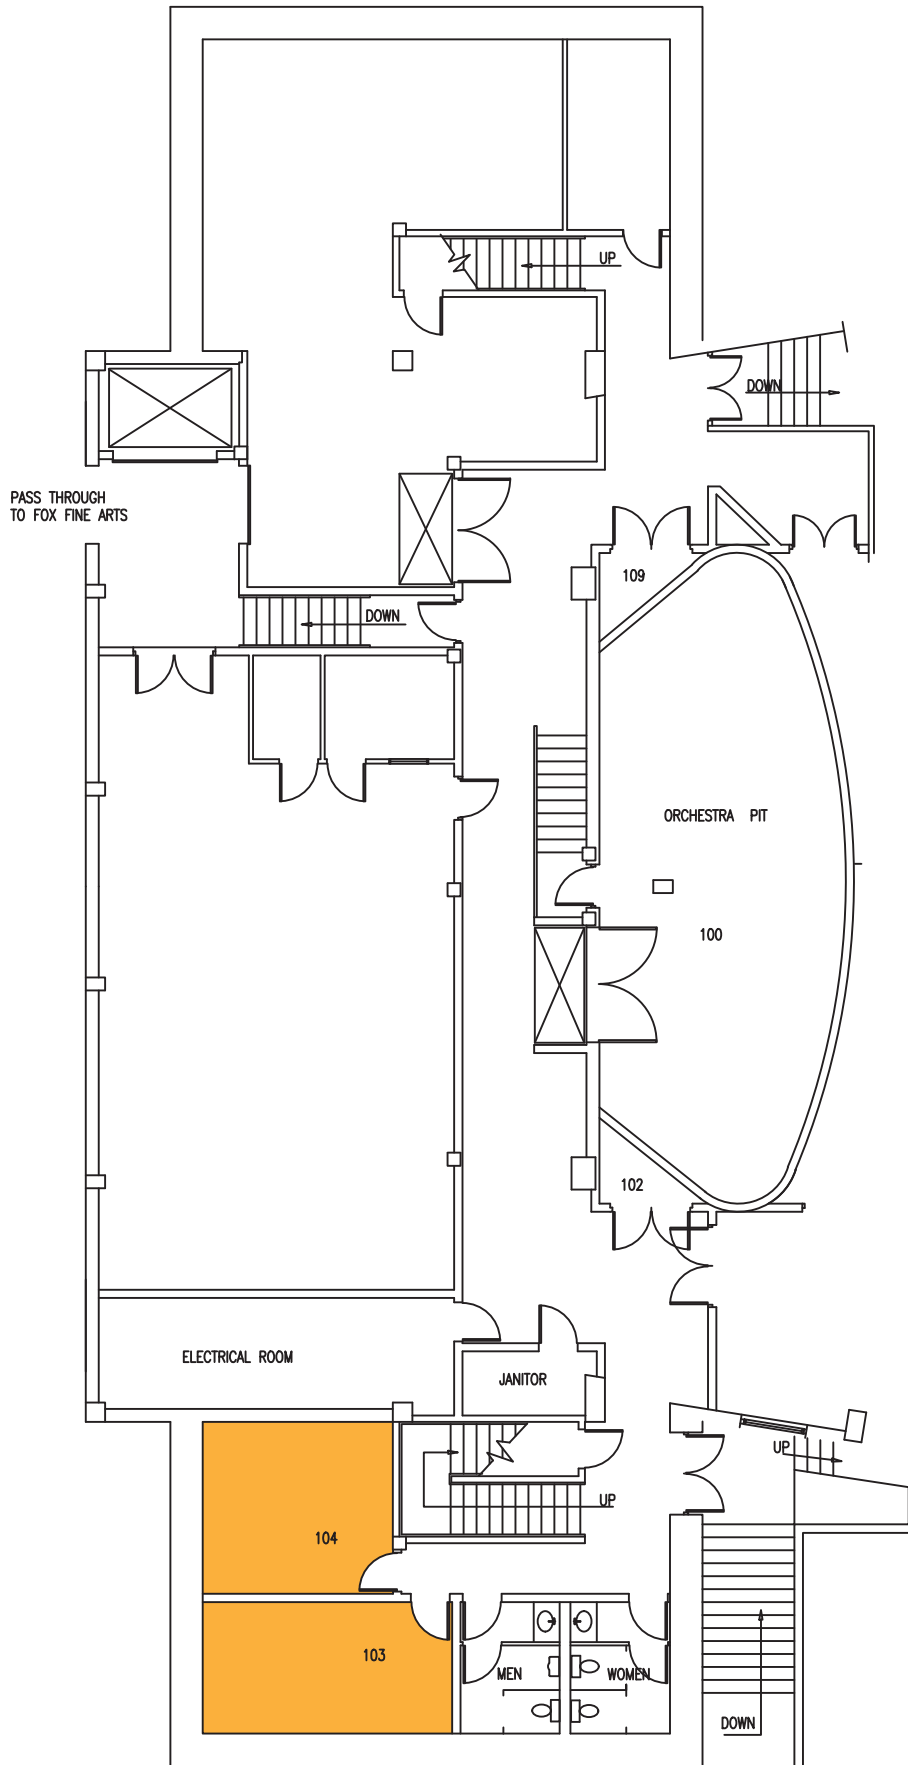 UP
DOWN
PASS THROUGH
TO FOX FINE ARTS
109
DOWN
ORCHESTRA PIT
100
102
ELECTRICAL ROOM
JANITOR
UP
UP
104
103
MEN
WOMEN
DOWN